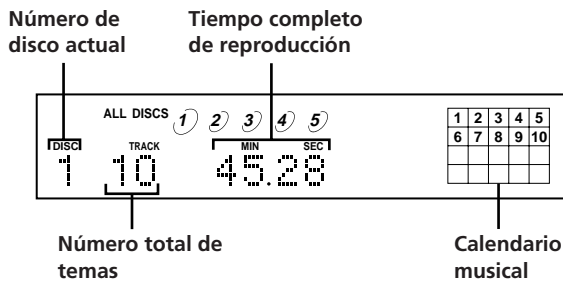 Número de
disco actual
Tiempo completo
de reproducción
ALL DISCS 1 2 3 4 5
DISC TRACK MIN SEC
1 10 45.28
1 2 3 4 5
6 7 8 9 10
Número total de
temas
Calendario
musical